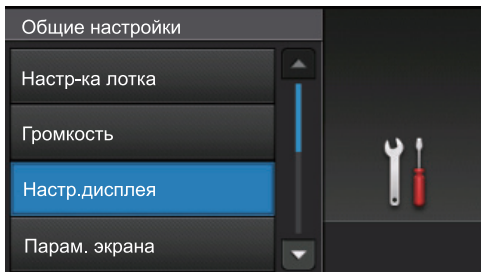 Общие настройки
Настр-ка лотка
Громкость
Настр.дисплея
Парам. экрана